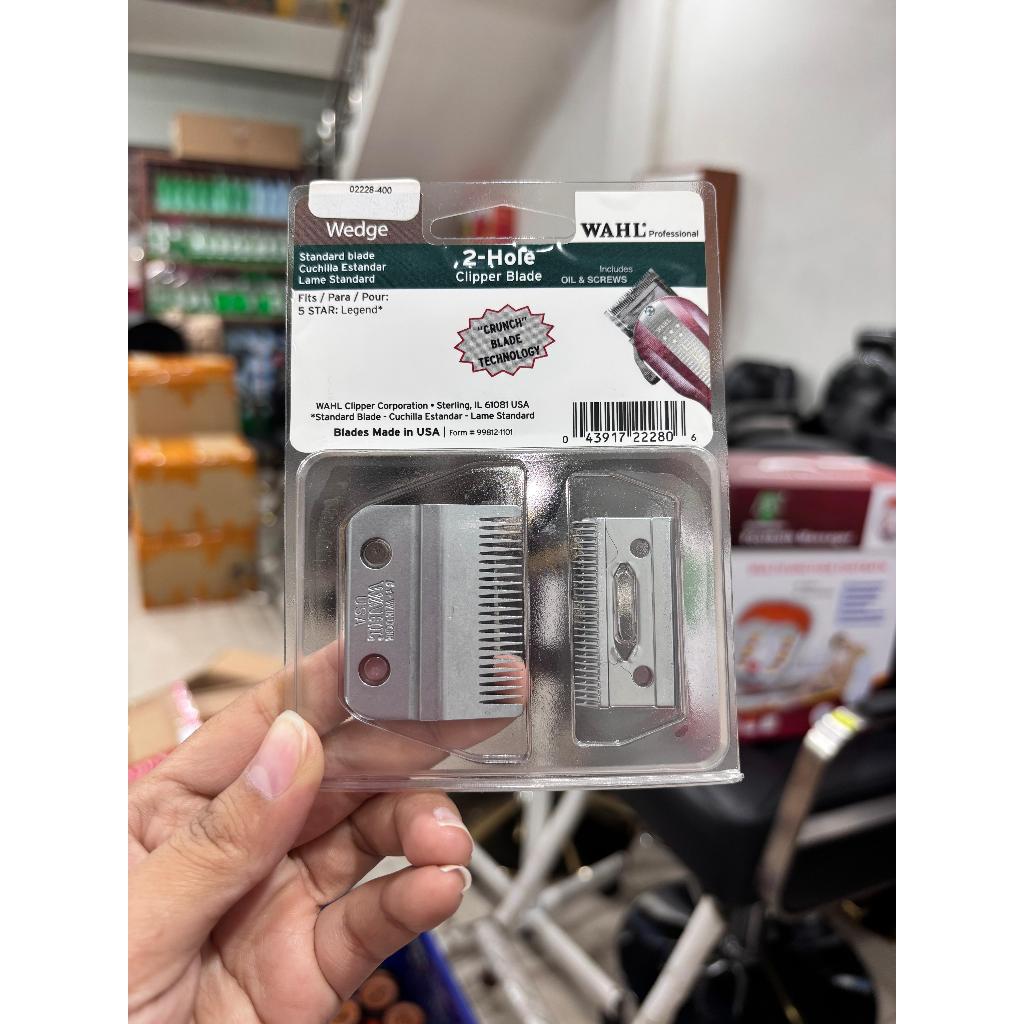 02228-400
Wedge
WAHL Professional
Standard blade
Cuchilla Estandar
Lame Standard
2-Hole
Clipper Blade
Includes
OIL & SCREWS
Fits / Para / Pour:
5 STAR: Legend*
"CRUNCH"
BLADE
TECHNOLOGY
WAHL
WAHL Clipper Corporation • Sterling, IL 61081 USA
*Standard Blade - Cuchilla Estandar - Lame Standard
Blades Made in USA | Form # 99812-1101
0 43917 22280 6
USA